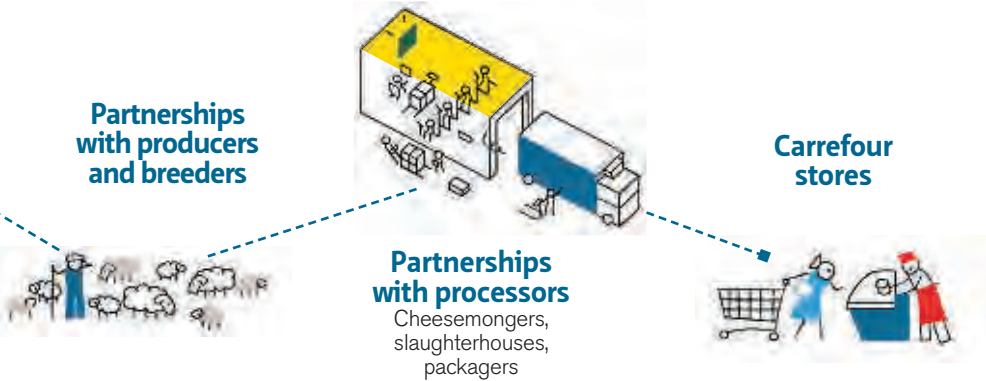 Partnerships
with producers
and breeders
Partnerships
with processors
Cheesemongers,
slaughterhouses,
packagers
Carrefour
stores